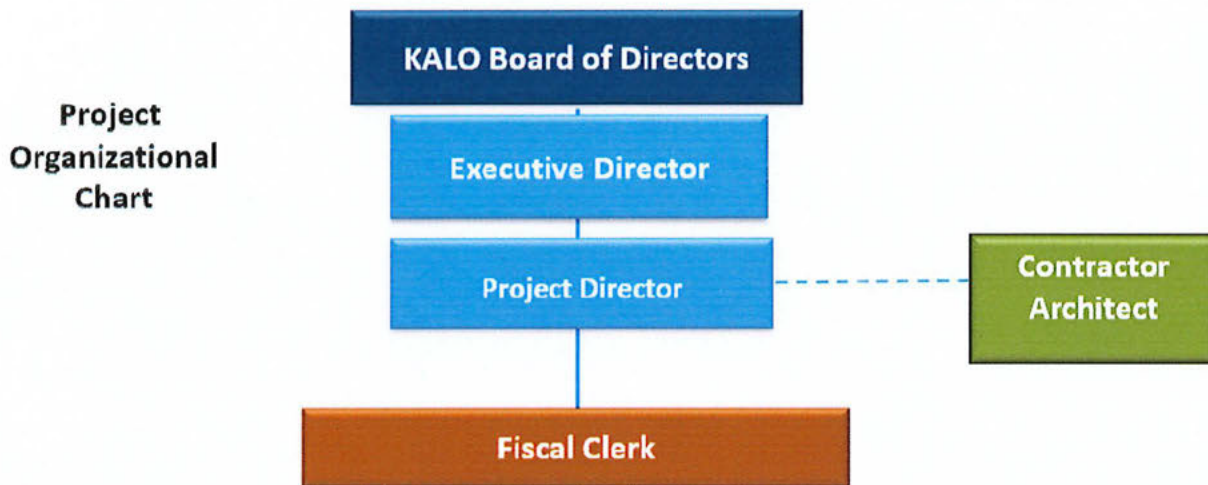 KALO Board of Directors
Project
Organizational
Chart
Executive Director
Project Director
Contractor
Architect
Fiscal Clerk